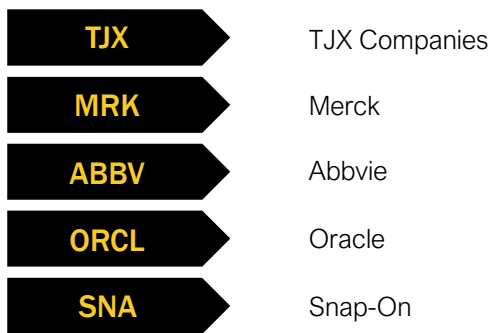 TJX TJX Companies
MRK Merck
ABBV Abbvie
ORCL Oracle
SNA Snap-On